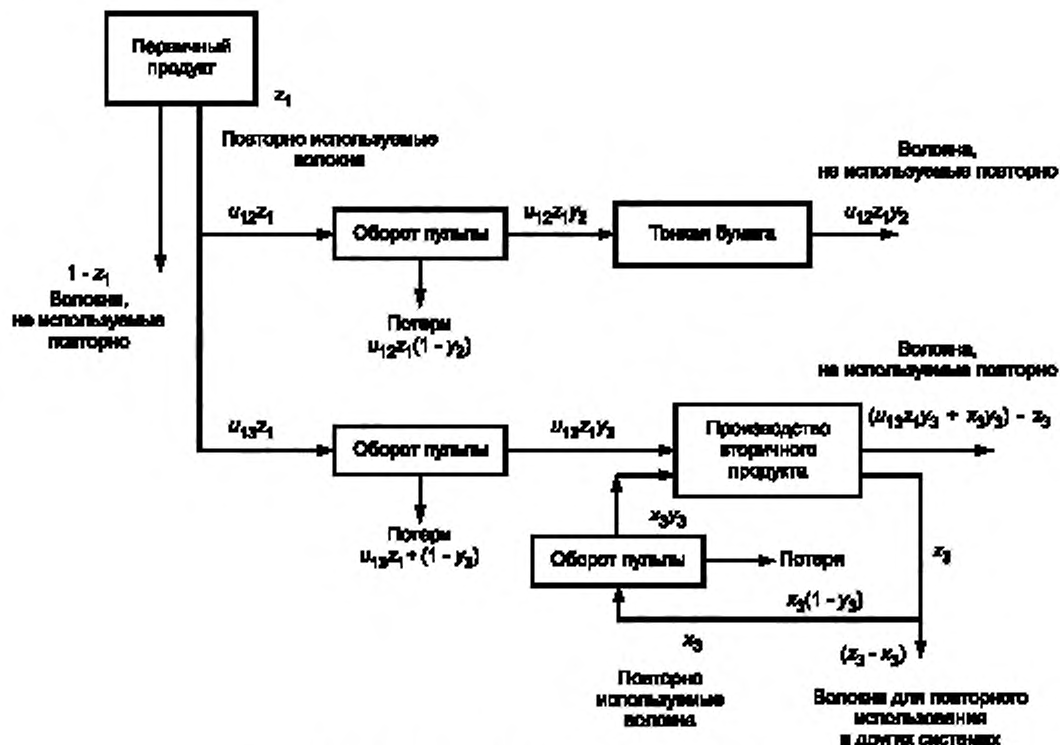 Первичный
продукт
z₁
Повторно используемые
волокна
Волокна,
не используемые повторно
u₁₂z₁
Оборот пульпы
u₁₂z₁y₂
Тонкая бумага
u₁₂z₁y₂
1 - z₁
Волокна,
не используемые
повторно
Потери
u₁₂z₁(1 - y₂)
Волокна,
не используемые повторно
u₁₃z₁
Оборот пульпы
u₁₃z₁y₃
Производство
вторичного
продукта
(u₁₃z₁y₃ + x₃y₃) - z₃
Потери
u₁₃z₁ + (1 - y₃)
x₃y₃
Оборот пульпы
Потери
z₃
x₃(1 - y₃)
x₃
(z₃ - x₃)
Повторно
используемые
волокна
Волокна для повторного
использования
в других системах